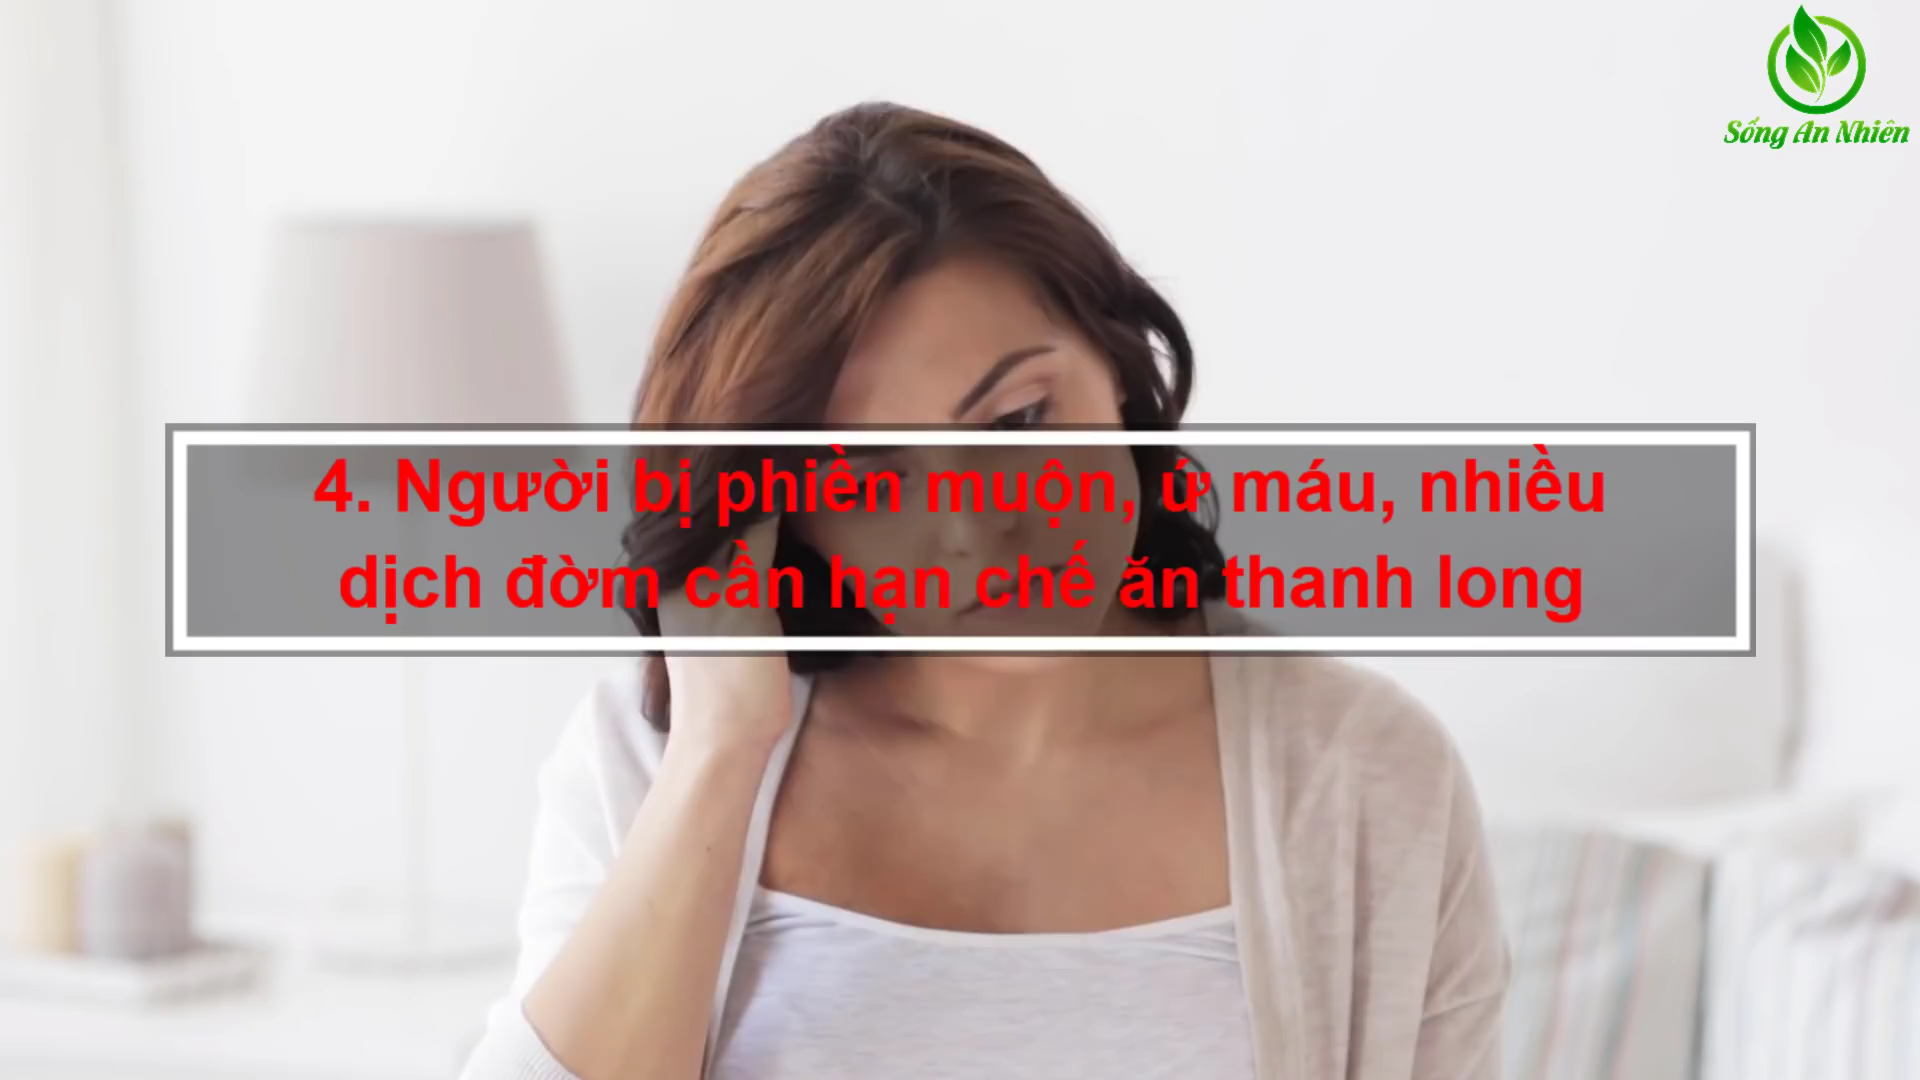 Sống An Nhiên
4. Người bị phiền muộn, ứ máu, nhiều
dịch đờm cần hạn chế ăn thanh long